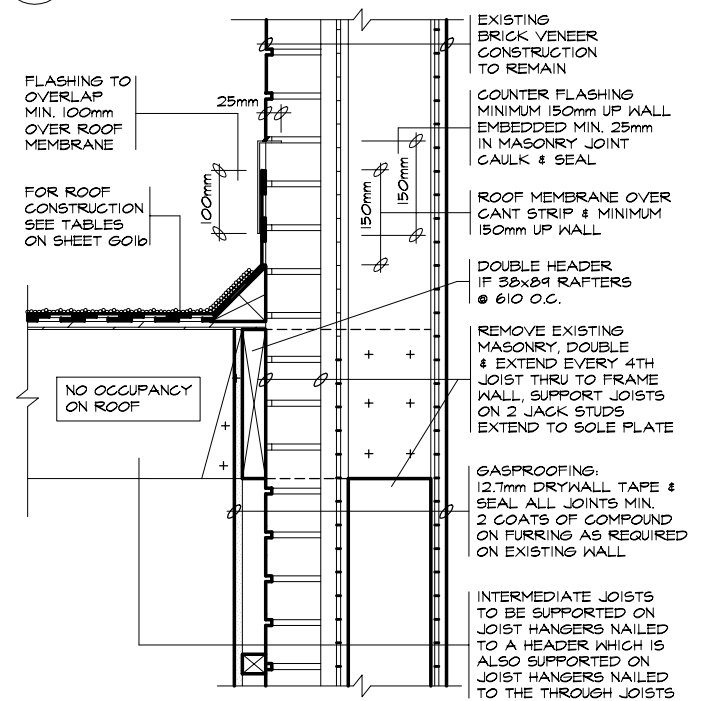 EXISTING
BRICK VENEER
CONSTRUCTION
TO REMAIN
FLASHING TO
OVERLAP
MIN. 100mm
OVER ROOF
MEMBRANE
25mm
COUNTER FLASHING
MINIMUM 150mm UP WALL
EMBEDDED MIN. 25mm
IN MASONRY JOINT
CAULK & SEAL
FOR ROOF
CONSTRUCTION
SEE TABLES
ON SHEET G016
100mm
150mm
150mm
ROOF MEMBRANE OVER
CANT STRIP & MINIMUM
150mm UP WALL
DOUBLE HEADER
IF 38x89 RAFTERS
@ 610 O.C.
REMOVE EXISTING
MASONRY, DOUBLE
& EXTEND EVERY 4TH
JOIST THRU TO FRAME
WALL, SUPPORT JOISTS
ON 2 JACK STUDS
EXTEND TO SOLE PLATE
NO OCCUPANCY
ON ROOF
GASPROOFING:
12.7mm DRYWALL TAPE &
SEAL ALL JOINTS MIN.
2 COATS OF COMPOUND
ON FURRING AS REQUIRED
ON EXISTING WALL
INTERMEDIATE JOISTS
TO BE SUPPORTED ON
JOIST HANGERS NAILED
TO A HEADER WHICH IS
ALSO SUPPORTED ON
JOIST HANGERS NAILED
TO THE THROUGH JOISTS